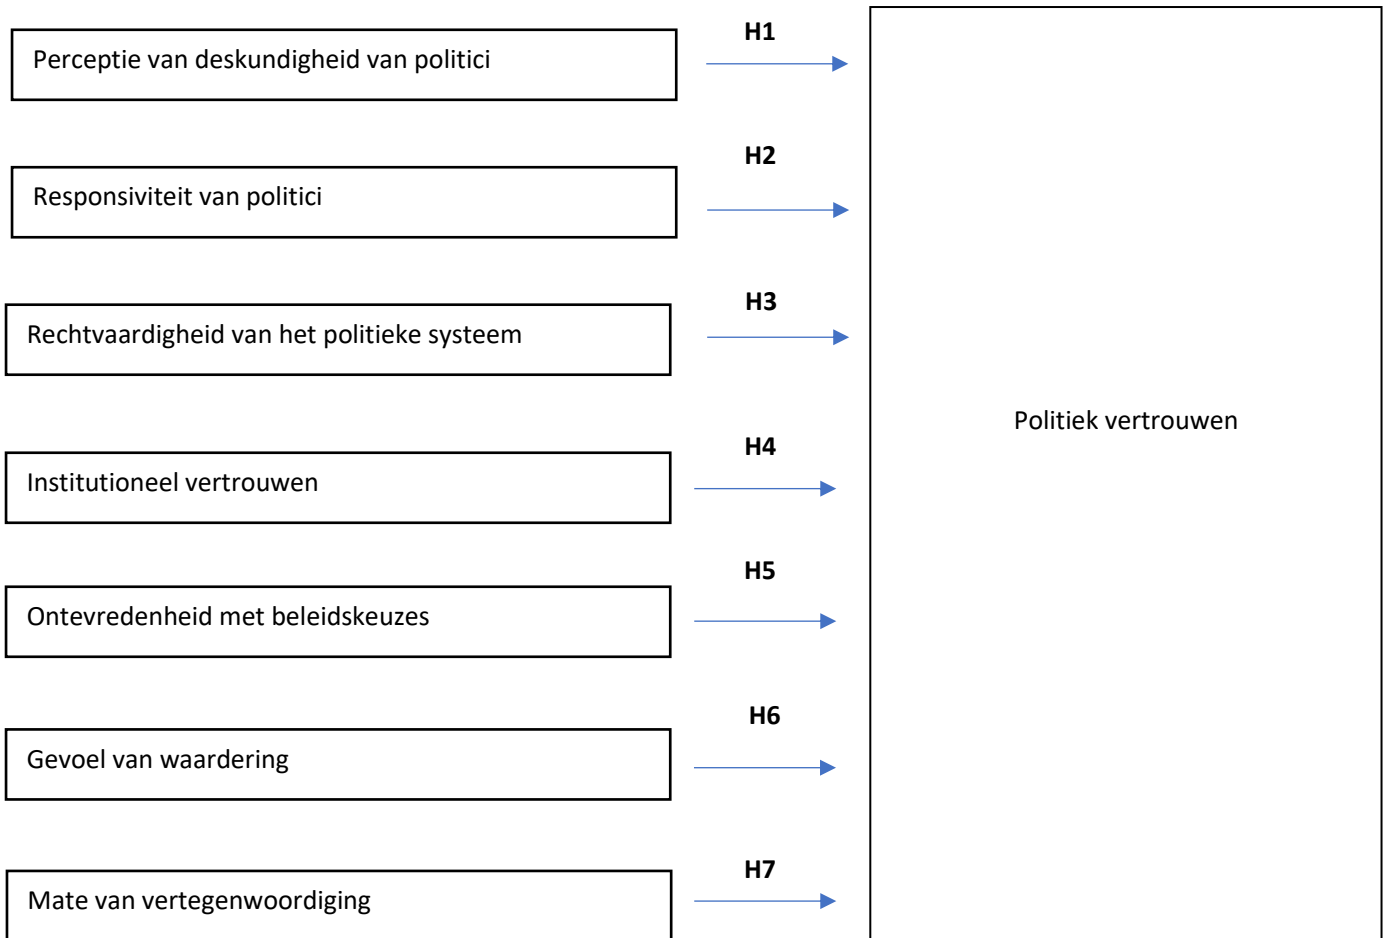 H1
Perceptie van deskundigheid van politici
H2
Responsiviteit van politici
H3
Rechtvaardigheid van het politieke systeem
Politiek vertrouwen
H4
Institutioneel vertrouwen
H5
Ontevredenheid met beleidskeuzes
H6
Gevoel van waardering
H7
Mate van vertegenwoordiging